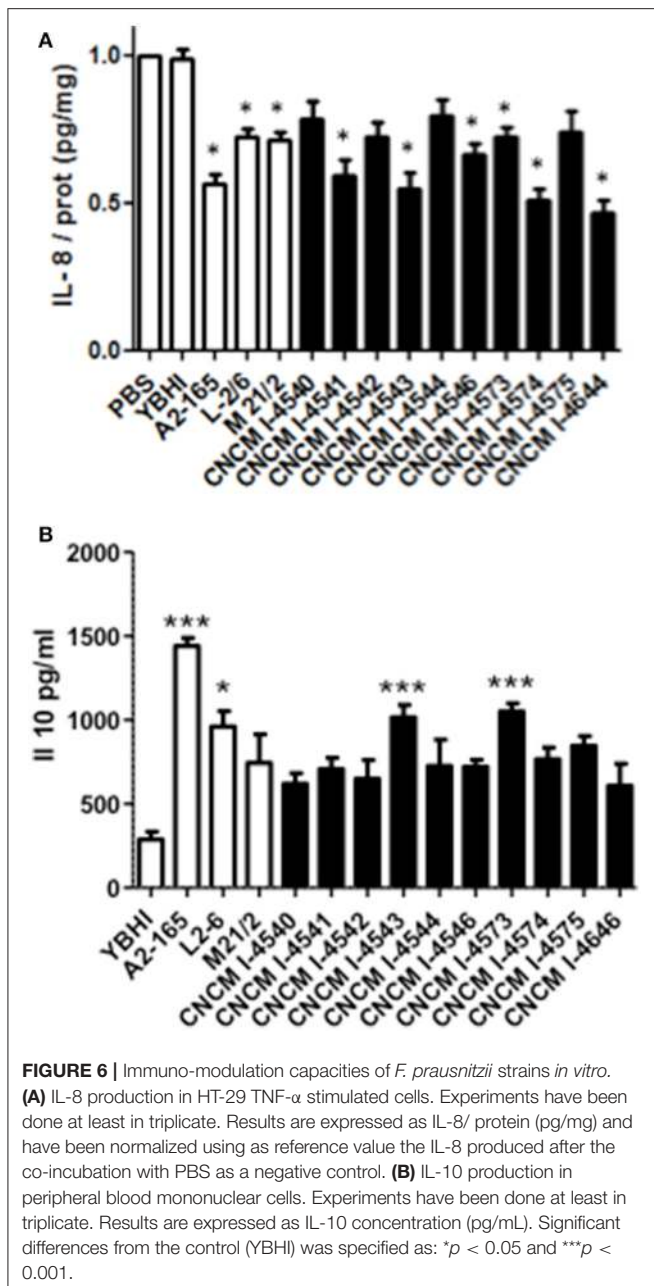 A
IL- 8 / prot (pg/mg)
1.0
0.5
0.0
* * * * * * * * *
PBS
YBHI
A2-165
L-2/6
M 21/2
CNCM I-4540
CNCM I-4541
CNCM I-4542
CNCM I-4543
CNCM I-4544
CNCM I-4546
CNCM I-4573
CNCM I-4574
CNCM I-4575
CNCM I-4644
B
Il 10 pg/ml
2000
1500
1000
500
0
*** * *** ***
YBHI
A2-165
L2-6
M21/2
CNCM I-4540
CNCM I-4541
CNCM I-4542
CNCM I-4543
CNCM I-4544
CNCM I-4546
CNCM I-4573
CNCM I-4574
CNCM I-4575
CNCM I-4646
FIGURE 6 | Immuno-modulation capacities of F. prausnitzii strains in vitro.
(A) IL-8 production in HT-29 TNF-α stimulated cells. Experiments have been
done at least in triplicate. Results are expressed as IL-8/ protein (pg/mg) and
have been normalized using as reference value the IL-8 produced after the
co-incubation with PBS as a negative control. (B) IL-10 production in
peripheral blood mononuclear cells. Experiments have been done at least in
triplicate. Results are expressed as IL-10 concentration (pg/mL). Significant
differences from the control (YBHI) was specified as: *p < 0.05 and ***p <
0.001.